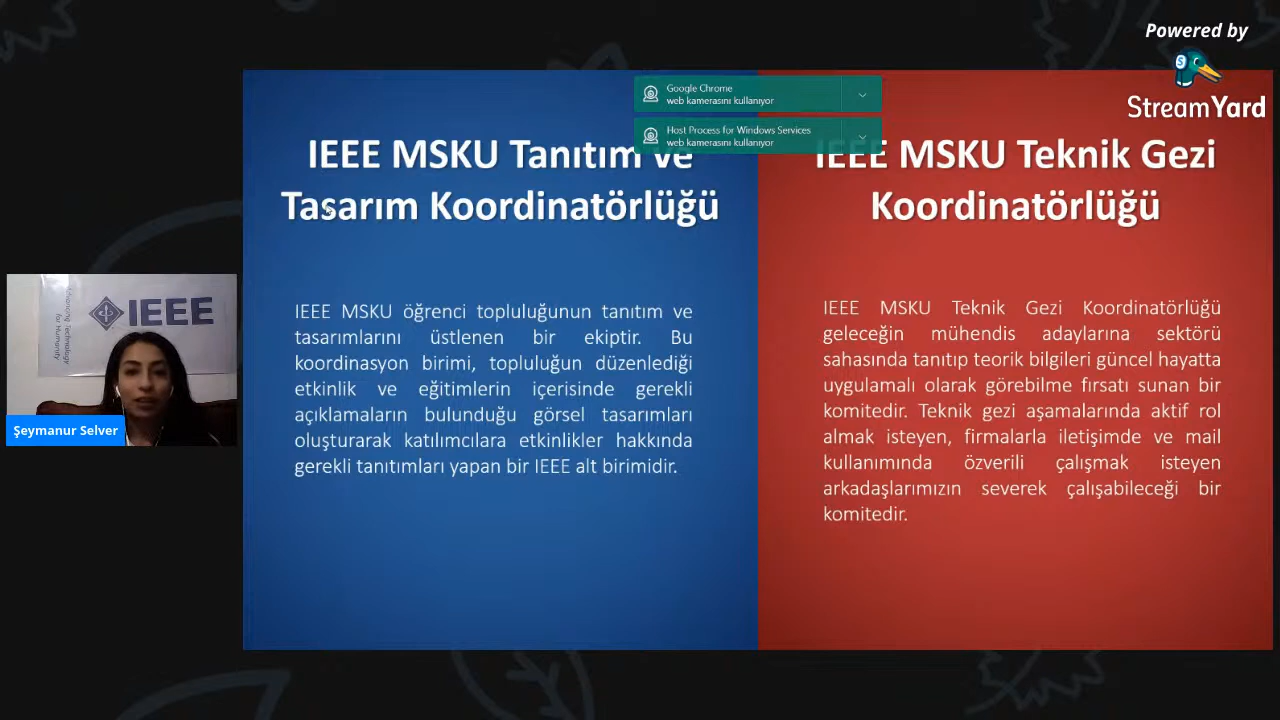 Powered by
StreamYard
Google Chrome
web kamerasını kullanıyor
Host Process for Windows Services
web kamerasını kullanıyor
IEEE MSKU Tanıtım ve
Tasarım Koordinatörlüğü
IEEE MSKU öğrenci topluluğunun tanıtım ve
tasarımlarını üstlenen bir ekiptir. Bu
koordinasyon birimi, topluluğun düzenlediği
etkinlik ve eğitimlerin içerisinde gerekli
açıklamaların bulunduğu görsel tasarımları
oluşturarak katılımcılara etkinlikler hakkında
gerekli tanıtımları yapan bir IEEE alt birimidir.
IEEE MSKU Teknik Gezi
Koordinatörlüğü
IEEE MSKU Teknik Gezi Koordinatörlüğü
geleceğin mühendis adaylarına sektörü
sahasında tanıtıp teorik bilgileri güncel hayatta
uygulamalı olarak görebilme fırsatı sunan bir
komitedir. Teknik gezi aşamalarında aktif rol
almak isteyen, firmalarla iletişimde ve mail
kullanımında özverili çalışmak isteyen
arkadaşlarımızın severek çalışabileceği bir
komitedir.
IEEE
Advancing Technology
for Humanity
Şeymanur Selver